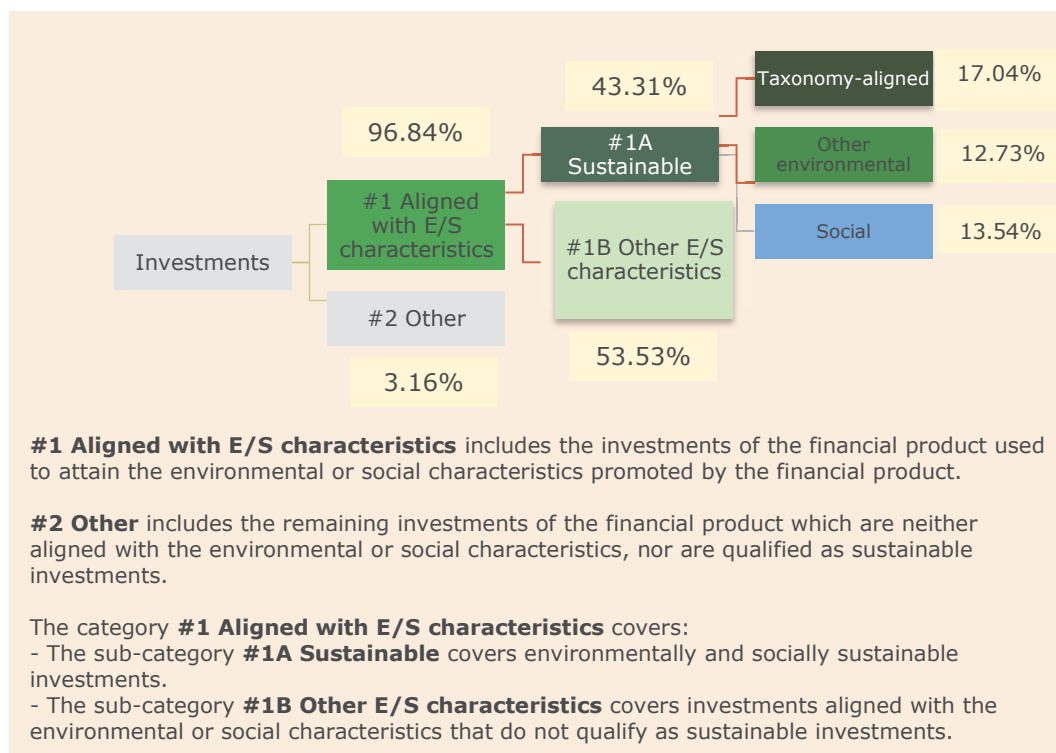 Taxonomy-aligned
17.04%
43.31%
96.84%
#1A
Sustainable
Other
environmental
12.73%
#1 Aligned
with E/S
characteristics
#1B Other E/S
characteristics
Social
13.54%
Investments
#2 Other
53.53%
3.16%
#1 Aligned with E/S characteristics includes the investments of the financial product used
to attain the environmental or social characteristics promoted by the financial product.
#2 Other includes the remaining investments of the financial product which are neither
aligned with the environmental or social characteristics, nor are qualified as sustainable
investments.
The category #1 Aligned with E/S characteristics covers:
- The sub-category #1A Sustainable covers environmentally and socially sustainable
investments.
- The sub-category #1B Other E/S characteristics covers investments aligned with the
environmental or social characteristics that do not qualify as sustainable investments.